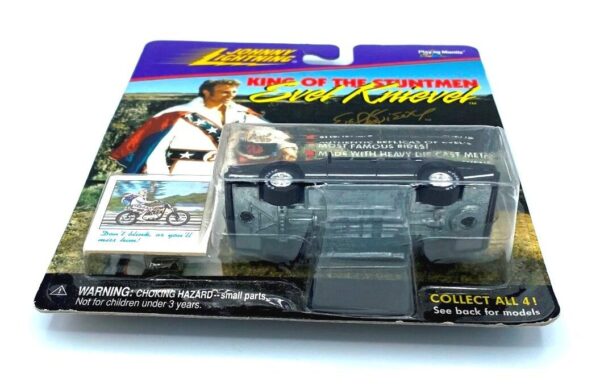 JOHNNY
LIGHTNING
Playing Mantis
KING OF THE STUNTMEN
Evel Knievel™
AUTHENTIC REPLICAS OF EVEL'S
MOST FAMOUS RIDES!
MADE WITH HEAVY DIE CAST METAL
Don't blink, or you'll
miss him!
WARNING: CHOKING HAZARD--small parts.
Not for children under 3 years.
COLLECT ALL 4!
See back for models